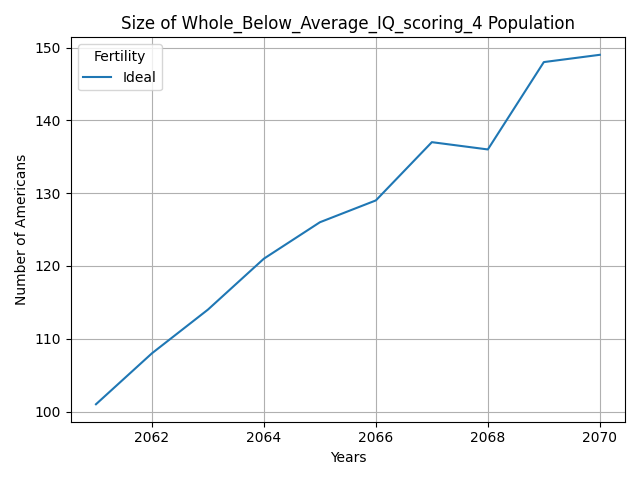 Size of Whole_Below_Average_IQ_scoring_4 Population
Fertility
Ideal
Number of Americans
150
140
130
120
110
100
2062 2064 2066 2068 2070
Years